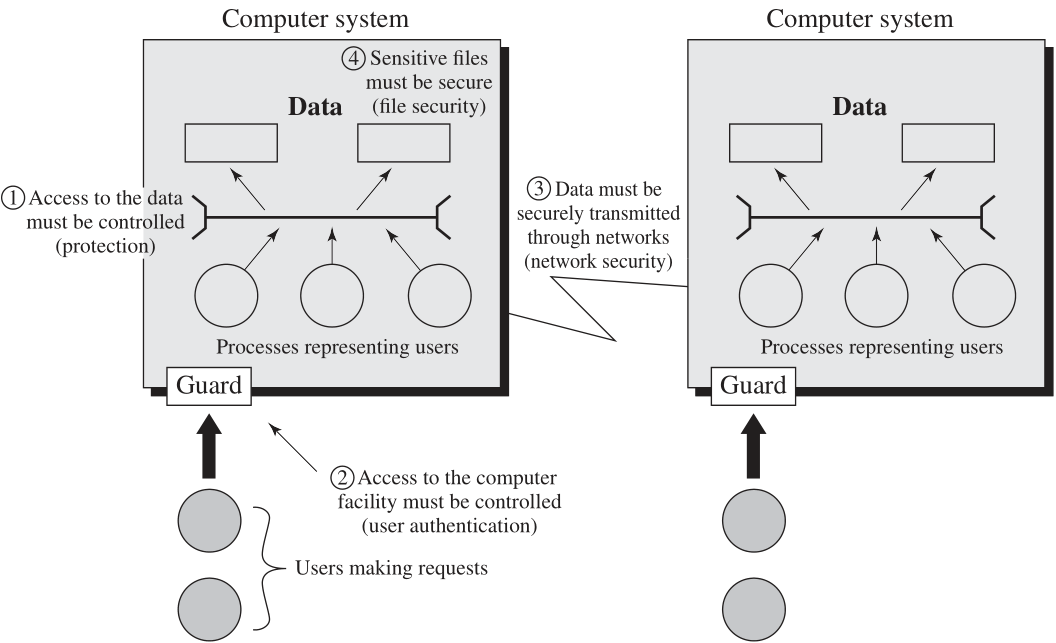 Computer system
④ Sensitive files
must be secure
(file security)
Data
① Access to the data
must be controlled
(protection)
Processes representing users
Guard
② Access to the computer
facility must be controlled
(user authentication)
Users making requests
③ Data must be
securely transmitted
through networks
(network security)
Computer system
Data
Processes representing users
Guard